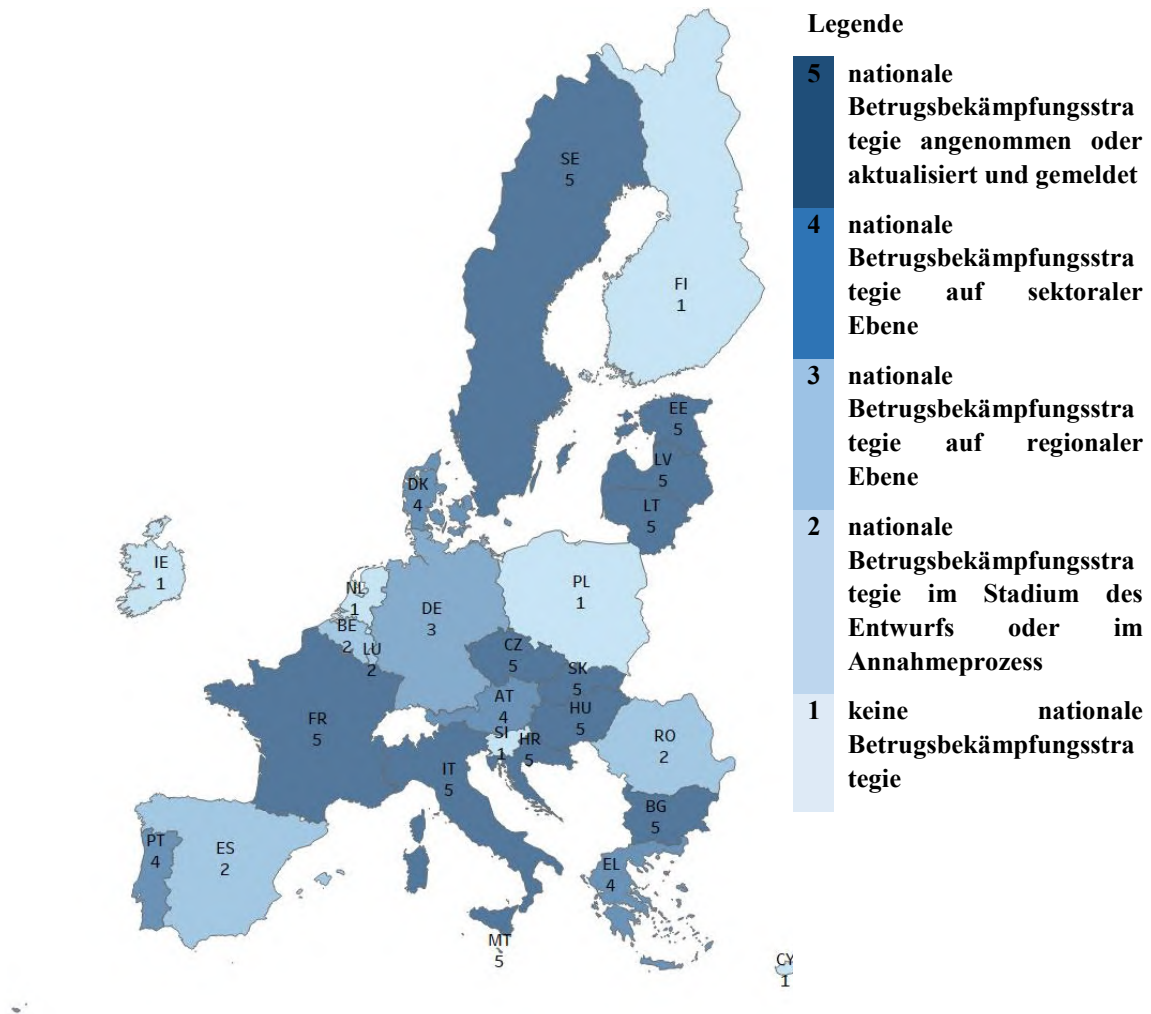 Legende
5 nationale
Betrugsbekämpfungsstra
tegie angenommen oder
aktualisiert und gemeldet
4 nationale
Betrugsbekämpfungsstra
tegie auf sektoraler
Ebene
3 nationale
Betrugsbekämpfungsstra
tegie auf regionaler
Ebene
2 nationale
Betrugsbekämpfungsstra
tegie im Stadium des
Entwurfs oder im
Annahmeprozess
1 keine nationale
Betrugsbekämpfungsstra
tegie
SE
5
FI
1
EE
5
LV
5
LT
5
DK
4
IE
1
NL
1
BE
2
LU
2
DE
3
PL
1
CZ
5
SK
5
AT
4
HU
5
SI
1
HR
5
FR
5
IT
5
RO
2
BG
5
PT
4
ES
2
EL
4
MT
5
CY
1